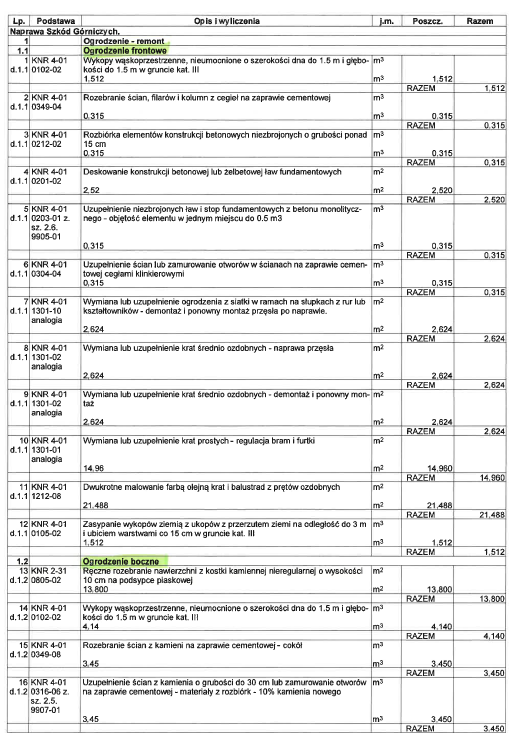 Lp. Podstawa Opis i wyliczenia j.m. Poszcz. Razem
Naprawa Szkód Górniczych.
1 Ogrodzenie - remont
1.1 Ogrodzenie frontowe
1 KNR 4-01 Wykopy wąskoprzestrzenne, nieumocnione o szerokości dna do 1.5 m i głębo- m³
d.1.1 0102-02 kości do 1.5 m w gruncie kat. III
1.512 m³ 1.512
RAZEM 1.512
2 KNR 4-01 Rozebranie ścian, filarów i kolumn z cegieł na zaprawie cementowej m³
d.1.1 0349-04
0.315 m³ 0.315
RAZEM 0.315
3 KNR 4-01 Rozbiórka elementów konstrukcji betonowych niezbrojonych o grubości ponad m³
d.1.1 0212-02 15 cm
0.315 m³ 0.315
RAZEM 0.315
4 KNR 4-01 Deskowanie konstrukcji betonowej lub żelbetowej ław fundamentowych m²
d.1.1 0201-02
2,52 m² 2,520
RAZEM 2.520
5 KNR 4-01 Uzupełnienie niezbrojonych ław i stop fundamentowych z betonu monolitycz- m³
d.1.1 0203-01 z nego - objętość elementu w jednym miejscu do 0.5 m3
sz. 2.6.
9905-01
0,315 m³ 0.315
RAZEM 0.315
6 KNR 4-01 Uzupełnienie ścian lub zamurowanie otworów w ścianach na zaprawie cemen- m³
d.1.1 0304-04 towej cegłami klinkierowymi
0.315 m³ 0.315
RAZEM 0.315
7 KNR 4-01 Wymiana lub uzupełnienie ogrodzenia z siatki w ramach na słupkach z rur lub m²
d.1.1 1301-10 kształtowników - demontaż i ponowny montaż przęsła po naprawie.
analogia
2.624 m² 2,624
RAZEM 2.624
8 KNR 4-01 Wymiana lub uzupełnienie krat średnio ozdobnych - naprawa przęsła m²
d.1.1 1301-02
analogia
2,624 m² 2,624
RAZEM 2.624
9 KNR 4-01 Wymiana lub uzupełnienie krat średnio ozdobnych - demontaż i ponowny mon- m²
d.1.1 1301-02 taż
analogia
2.624 m² 2.624
RAZEM 2.624
10 KNR 4-01 Wymiana lub uzupełnienie krat prostych - regulacja bram i furtki m²
d.1.1 1301-01
analogia
14.96 m² 14,960
RAZEM 14.960
11 KNR 4-01 Dwukrotne malowanie farbą olejną krat i balustrad z prętów ozdobnych m²
d.1.1 1212-08
21.488 m² 21.488
RAZEM 21.488
12 KNR 4-01 Zasypanie wykopów ziemią z ukopów z przerzutem ziemi na odległość do 3 m m³
d.1.1 0105-02 i ubiciem warstwami co 15 cm w gruncie kat. III
1.512 m³ 1.512
RAZEM 1.512
1.2 Ogrodzenie boczne
13 KNR 2-31 Ręczne rozebranie nawierzchni z kostki kamiennej nieregularnej o wysokości m²
d.1.2 0805-02 10 cm na podsypce piaskowej
13.800 m² 13,800
RAZEM 13.800
14 KNR 4-01 Wykopy wąskoprzestrzenne, nieumocnione o szerokości dna do 1.5 m i głębo- m³
d.1.2 0102-02 kości do 1.5 m w gruncie kat. III
4,14 m³ 4.140
RAZEM 4.140
15 KNR 4-01 Rozebranie ścian z kamieni na zaprawie cementowej - cokół m³
d.1.2 0349-08
3.45 m³ 3.450
RAZEM 3.450
16 KNR 4-01 Uzupełnienie ścian z kamienia o grubości do 30 cm lub zamurowanie otworów m³
d.1.2 0316-06 z na zaprawie cementowej - materiały z rozbiórk - 10% kamienia nowego
sz. 2.5.
9907-01
3,45 m³ 3.450
RAZEM 3.450